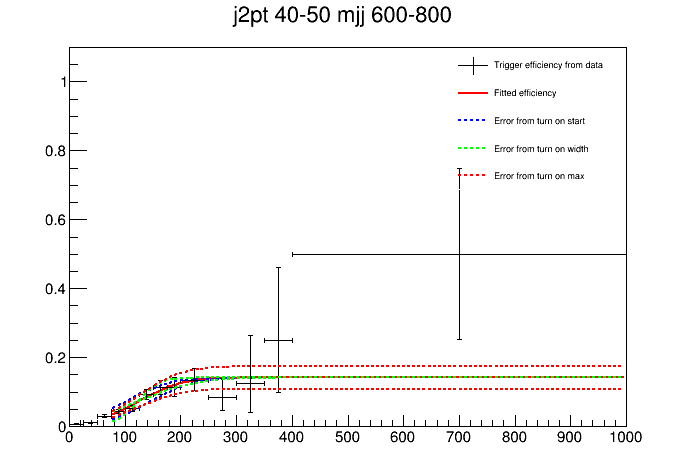 j2pt 40-50 mjj 600-800
Trigger efficiency from data
Fitted efficiency
Error from turn on start
Error from turn on width
Error from turn on max
1
0.8
0.6
0.4
0.2
0
0 100 200 300 400 500 600 700 800 900 1000